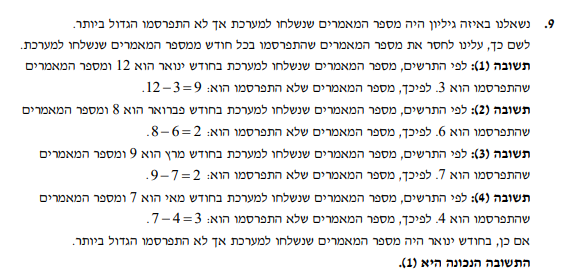 9. נשאלנו באיזה גיליון היה מספר המאמרים שנשלחו למערכת אך לא התפרסמו הגדול ביותר.
לשם כך, עלינו לחסר את מספר המאמרים שהתפרסמו בכל חודש ממספר המאמרים שנשלחו למערכת.
תשובה (1): לפי התרשים, מספר המאמרים שנשלחו למערכת בחודש ינואר הוא 12 ומספר המאמרים
שהתפרסמו הוא 3. לפיכך, מספר המאמרים שלא התפרסמו הוא: 12−3=9.
תשובה (2): לפי התרשים, מספר המאמרים שנשלחו למערכת בחודש פברואר הוא 8 ומספר המאמרים
שהתפרסמו הוא 6. לפיכך, מספר המאמרים שלא התפרסמו הוא: 8−6=2.
תשובה (3): לפי התרשים, מספר המאמרים שנשלחו למערכת בחודש מרץ הוא 9 ומספר המאמרים
שהתפרסמו הוא 7. לפיכך, מספר המאמרים שלא התפרסמו הוא: 9−7=2.
תשובה (4): לפי התרשים, מספר המאמרים שנשלחו למערכת בחודש מאי הוא 7 ומספר המאמרים
שהתפרסמו הוא 4. לפיכך, מספר המאמרים שלא התפרסמו הוא: 7−4=3.
אם כן, בחודש ינואר היה מספר המאמרים שנשלחו למערכת אך לא התפרסמו הגדול ביותר.
התשובה הנכונה היא (1).